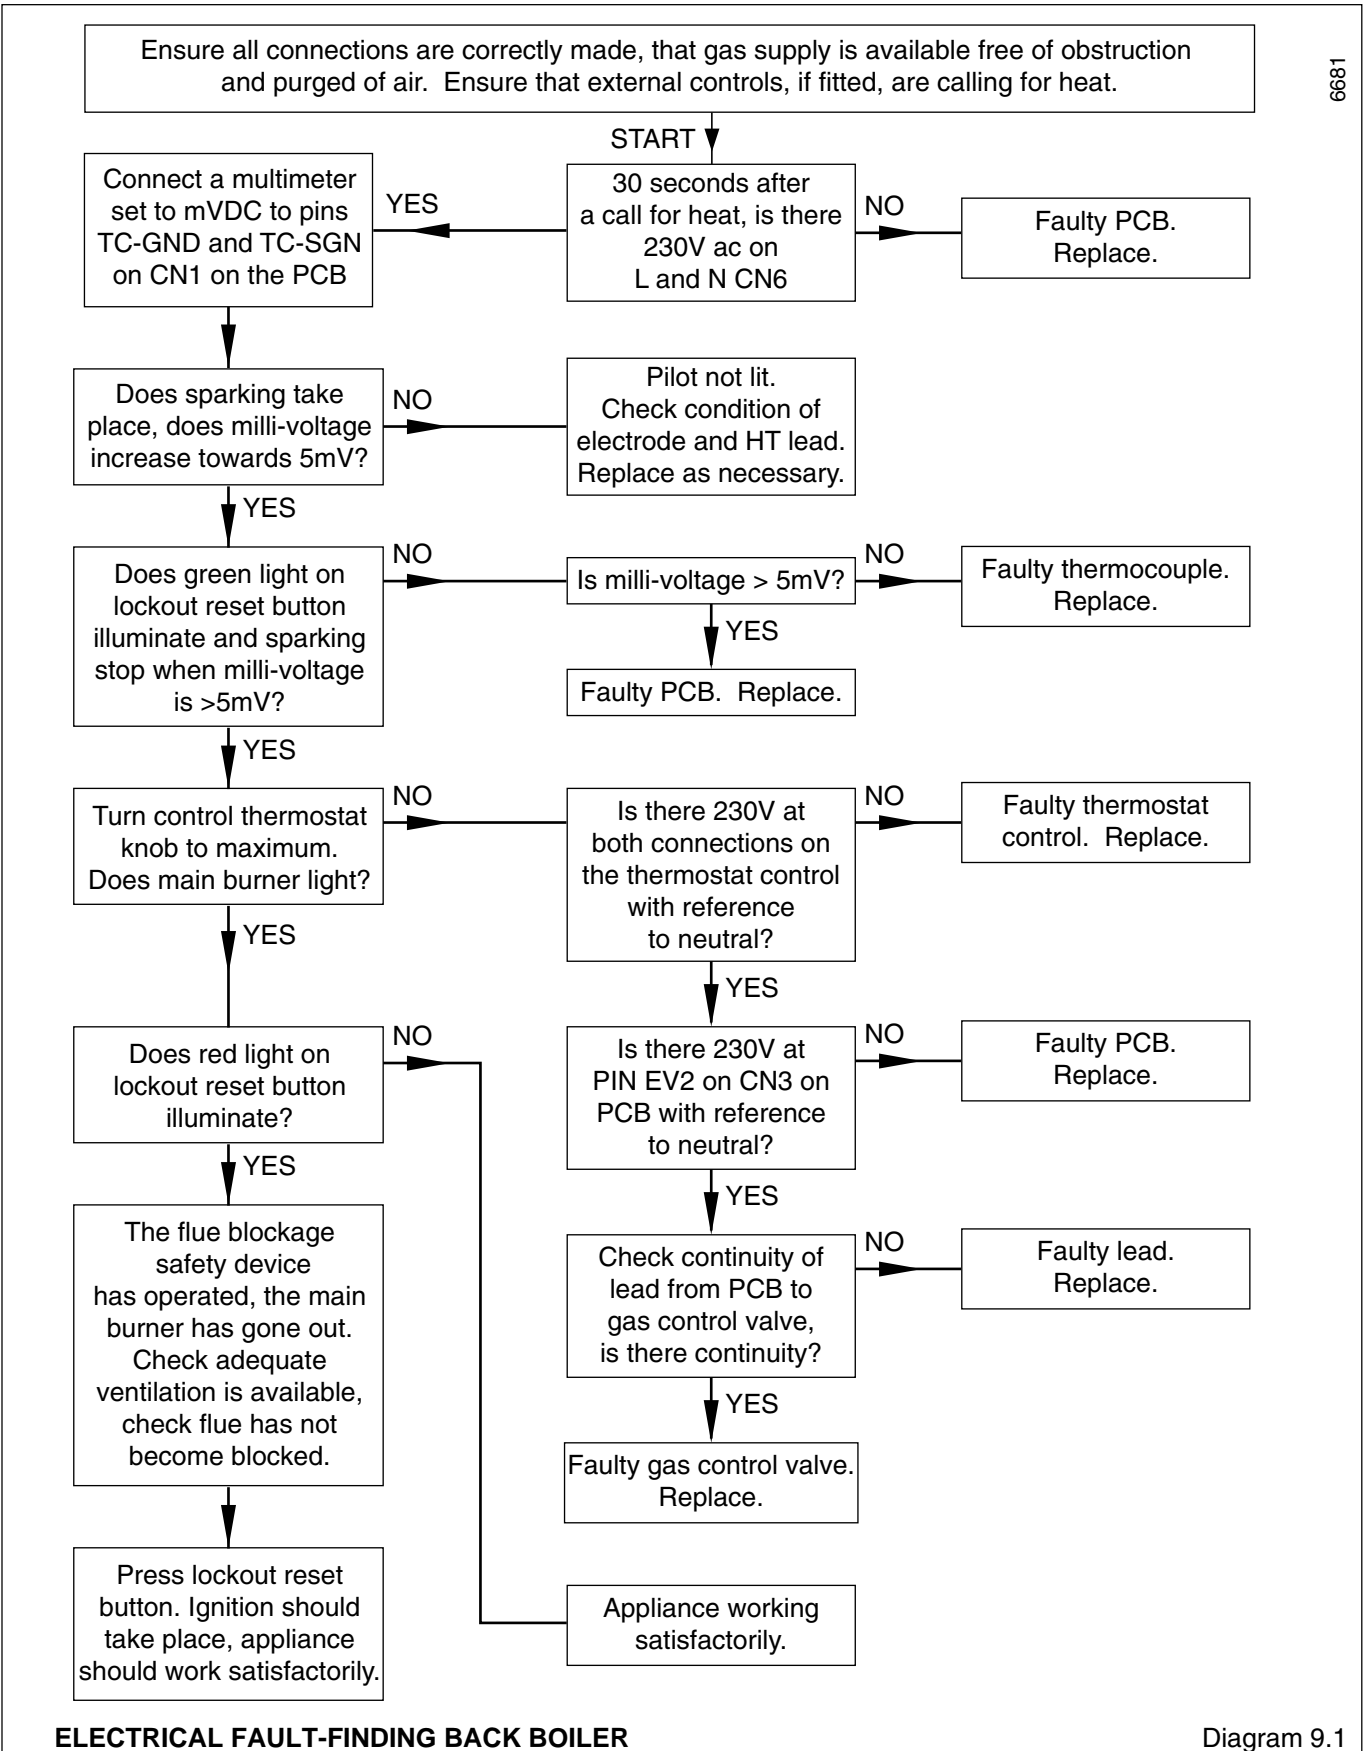 Ensure all connections are correctly made, that gas supply is available free of obstruction
and purged of air.  Ensure that external controls, if fitted, are calling for heat.
6681
START
Connect a multimeter
set to mVDC to pins
TC-GND and TC-SGN
on CN1 on the PCB
YES
30 seconds after
a call for heat, is there
230V ac on
L and N CN6
NO
Faulty PCB.
Replace.
Does sparking take
place, does milli-voltage
increase towards 5mV?
NO
Pilot not lit.
Check condition of
electrode and HT lead.
Replace as necessary.
YES
Does green light on
lockout reset button
illuminate and sparking
stop when milli-voltage
is >5mV?
NO
Is milli-voltage > 5mV?
NO
Faulty thermocouple.
Replace.
YES
Faulty PCB.  Replace.
YES
Turn control thermostat
knob to maximum.
Does main burner light?
NO
Is there 230V at
both connections on
the thermostat control
with reference
to neutral?
NO
Faulty thermostat
control.  Replace.
YES
YES
Does red light on
lockout reset button
illuminate?
NO
Is there 230V at
PIN EV2 on CN3 on
PCB with reference
to neutral?
NO
Faulty PCB.
Replace.
YES
YES
The flue blockage
safety device
has operated, the main
burner has gone out.
Check adequate
ventilation is available,
check flue has not
become blocked.
Check continuity of
lead from PCB to
gas control valve,
is there continuity?
NO
Faulty lead.
Replace.
YES
Faulty gas control valve.
Replace.
Press lockout reset
button. Ignition should
take place, appliance
should work satisfactorily.
Appliance working
satisfactorily.
ELECTRICAL FAULT-FINDING BACK BOILER
Diagram 9.1